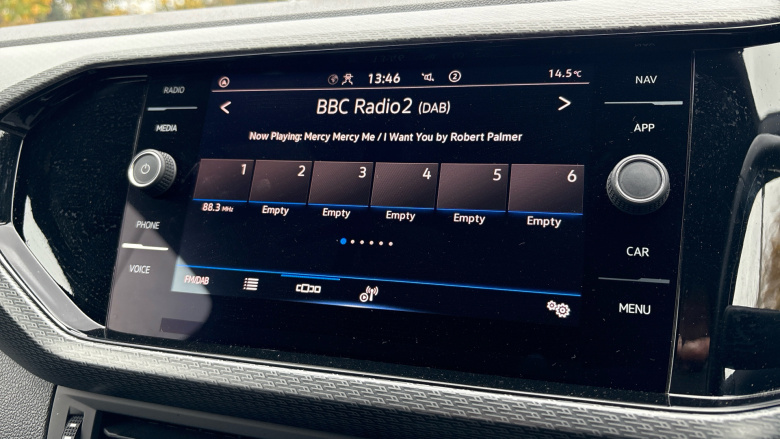 RADIO
MEDIA
PHONE
VOICE
13:46
2
14.5°C
< BBC Radio2 (DAB) >
Now Playing: Mercy Mercy Me / I Want You by Robert Palmer
1 2 3 4 5 6
88.3 MHz Empty Empty Empty Empty Empty
FM/DAB
NAV
APP
CAR
MENU